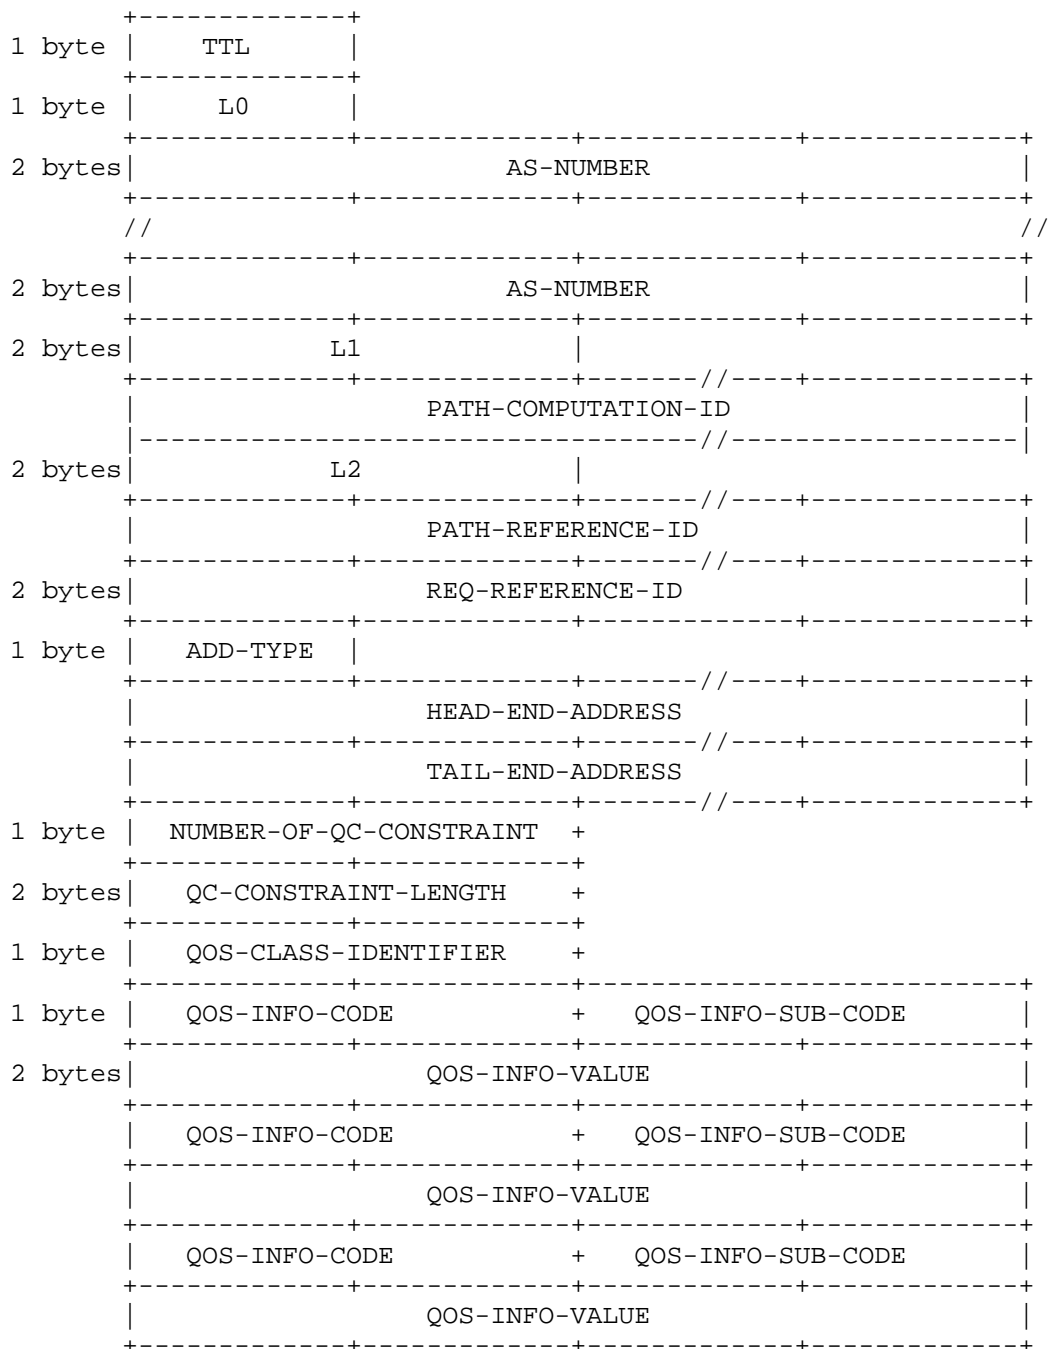 1 byte | TTL |
1 byte | L0 |
2 bytes| AS-NUMBER |
// //
2 bytes| AS-NUMBER |
2 bytes| L1 |
| PATH-COMPUTATION-ID |
2 bytes| L2 |
| PATH-REFERENCE-ID |
2 bytes| REQ-REFERENCE-ID |
1 byte | ADD-TYPE |
| HEAD-END-ADDRESS |
| TAIL-END-ADDRESS |
1 byte | NUMBER-OF-QC-CONSTRAINT +
2 bytes| QC-CONSTRAINT-LENGTH +
1 byte | QOS-CLASS-IDENTIFIER +
1 byte | QOS-INFO-CODE + QOS-INFO-SUB-CODE |
2 bytes| QOS-INFO-VALUE |
| QOS-INFO-CODE + QOS-INFO-SUB-CODE |
| QOS-INFO-VALUE |
| QOS-INFO-CODE + QOS-INFO-SUB-CODE |
| QOS-INFO-VALUE |